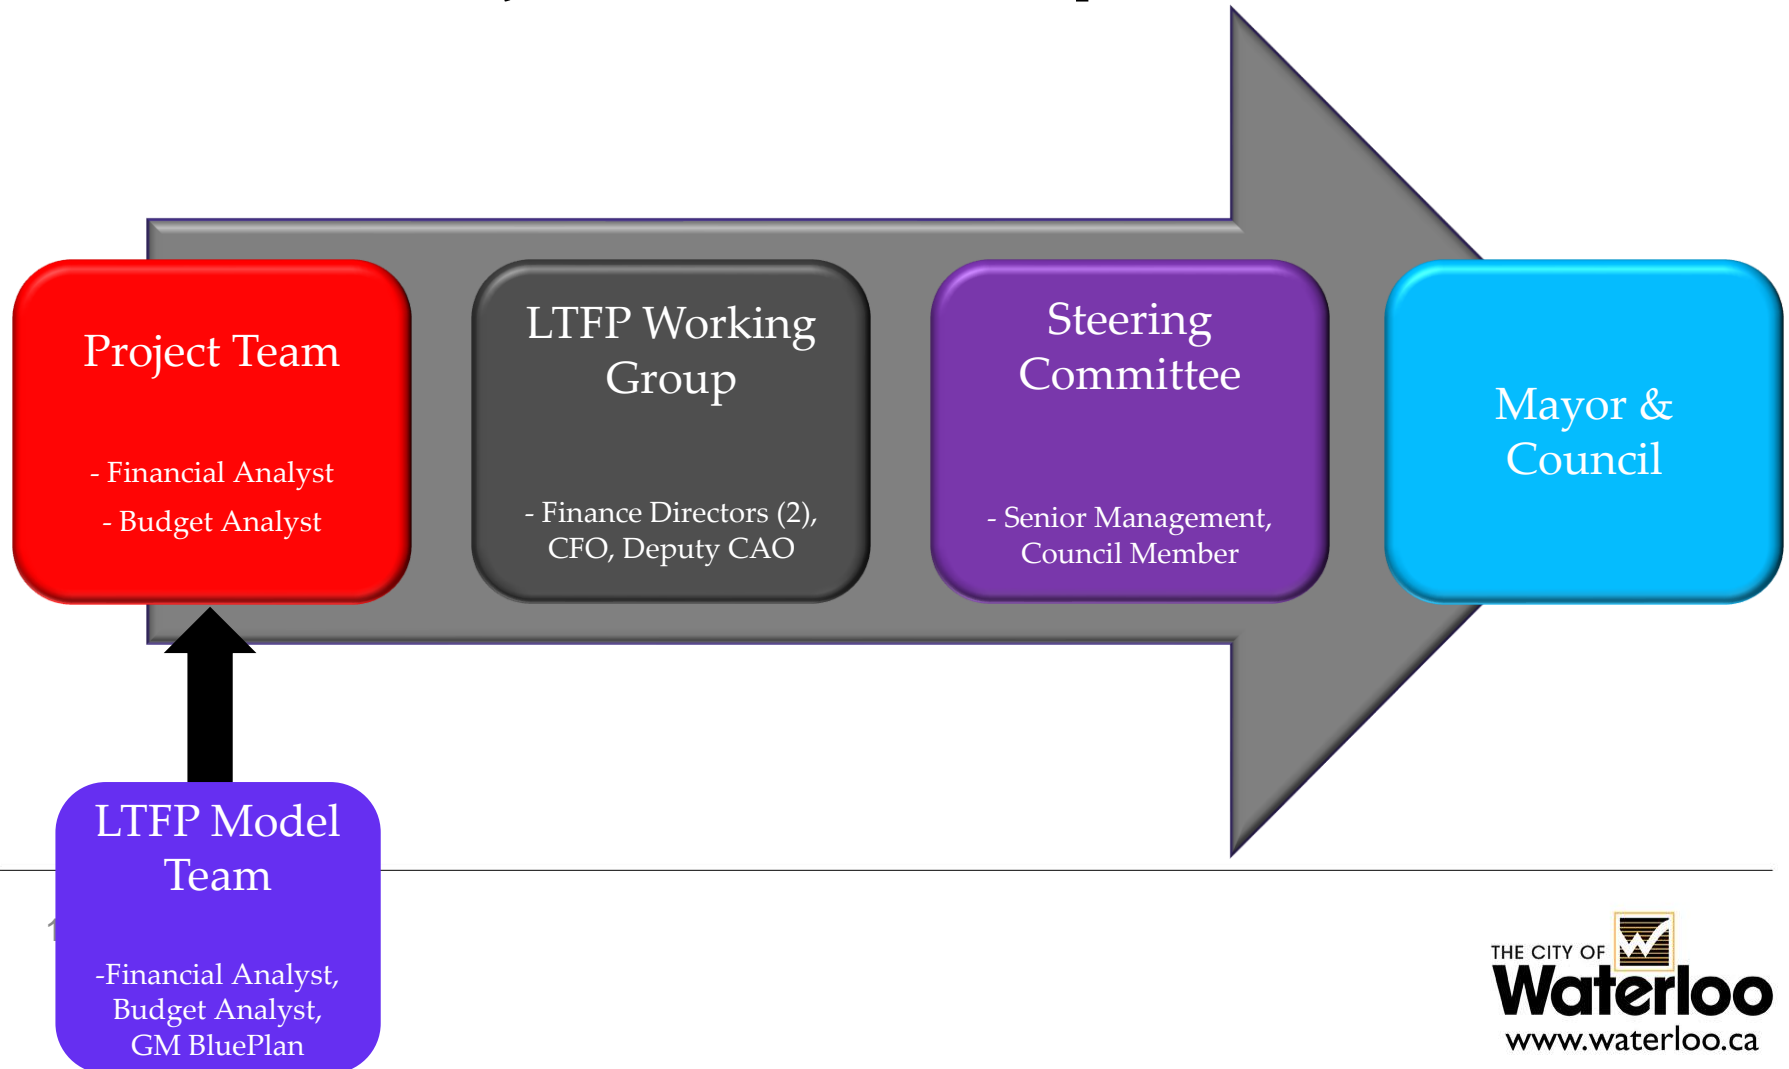 Project Team
- Financial Analyst
- Budget Analyst
LTFP Working
Group
- Finance Directors (2),
CFO, Deputy CAO
Steering
Committee
- Senior Management,
Council Member
Mayor &
Council
LTFP Model
Team
-Financial Analyst,
Budget Analyst,
GM BluePlan
THE CITY OF
Waterloo
www.waterloo.ca